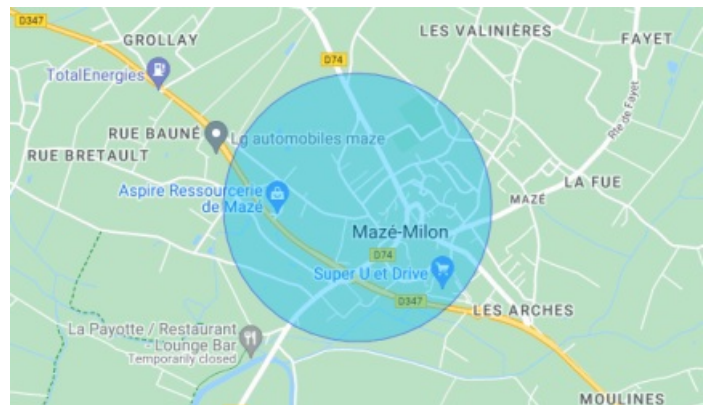 D347
GROLLAY
D74
LES VALINIÈRES
FAYET
TotalEnergies
Rte de Fayet
RUE BAUNÉ
Lg automobiles maze
RUE BRETAULT
Aspire Ressourcerie
de Mazé
LA FUE
MAZÉ
Mazé-Milon
D74
Super U et Drive
D347
LES ARCHES
La Payotte / Restaurant
- Lounge Bar
Temporarily closed
MOULINES